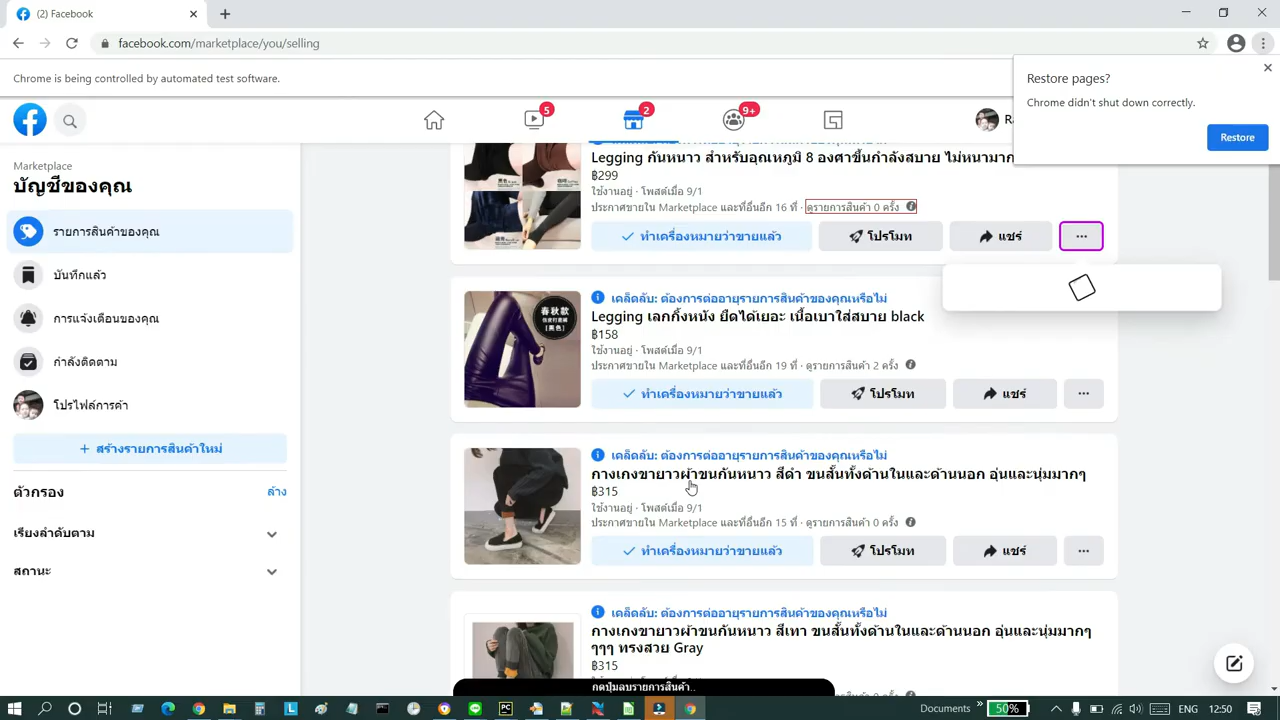 (2) Facebook
facebook.com/marketplace/you/selling
Chrome is being controlled by automated test software.
Restore pages?
Chrome didn't shut down correctly.
Restore
5
2
9+
Marketplace
บัญชีของคุณ
รายการสินค้าของคุณ
บันทึกแล้ว
การแจ้งเตือนของคุณ
กำลังติดตาม
โปรไฟล์การค้า
+ สร้างรายการสินค้าใหม่
ตัวกรอง
ล้าง
เรียงลำดับตาม
สถานะ
Legging กันหนาว สำหรับอุณหภูมิ 8 องศาขึ้นกำลังสบาย ไม่หนามาก
฿299
ใช้งานอยู่ · โพสต์เมื่อ 9/1
ประกาศขายใน Marketplace และที่อื่นอีก 16 ที่ · ดูรายการสินค้า 0 ครั้ง
ทำเครื่องหมายว่าขายแล้ว
โปรโมท
แชร์
春秋款
【黑色】
เคล็ดลับ: ต้องการต่ออายุรายการสินค้าของคุณหรือไม่
Legging เลกกิ้งหนัง ยืดได้เยอะ เนื้อเบาใส่สบาย black
฿158
ใช้งานอยู่ · โพสต์เมื่อ 9/1
ประกาศขายใน Marketplace และที่อื่นอีก 19 ที่ · ดูรายการสินค้า 2 ครั้ง
ทำเครื่องหมายว่าขายแล้ว
โปรโมท
แชร์
เคล็ดลับ: ต้องการต่ออายุรายการสินค้าของคุณหรือไม่
กางเกงขายาวผ้าขนกันหนาว สีดำ ขนสั้นทั้งด้านในและด้านนอก อุ่นและนุ่มมากๆ
฿315
ใช้งานอยู่ · โพสต์เมื่อ 9/1
ประกาศขายใน Marketplace และที่อื่นอีก 15 ที่ · ดูรายการสินค้า 0 ครั้ง
ทำเครื่องหมายว่าขายแล้ว
โปรโมท
แชร์
เคล็ดลับ: ต้องการต่ออายุรายการสินค้าของคุณหรือไม่
กางเกงขายาวผ้าขนกันหนาว สีเทา ขนสั้นทั้งด้านในและด้านนอก อุ่นและนุ่มมากๆ
ๆๆๆ ทรงสวย Gray
฿315
กดปุ่มลบรายการสินค้า..
Documents
50%
ENG
12:50